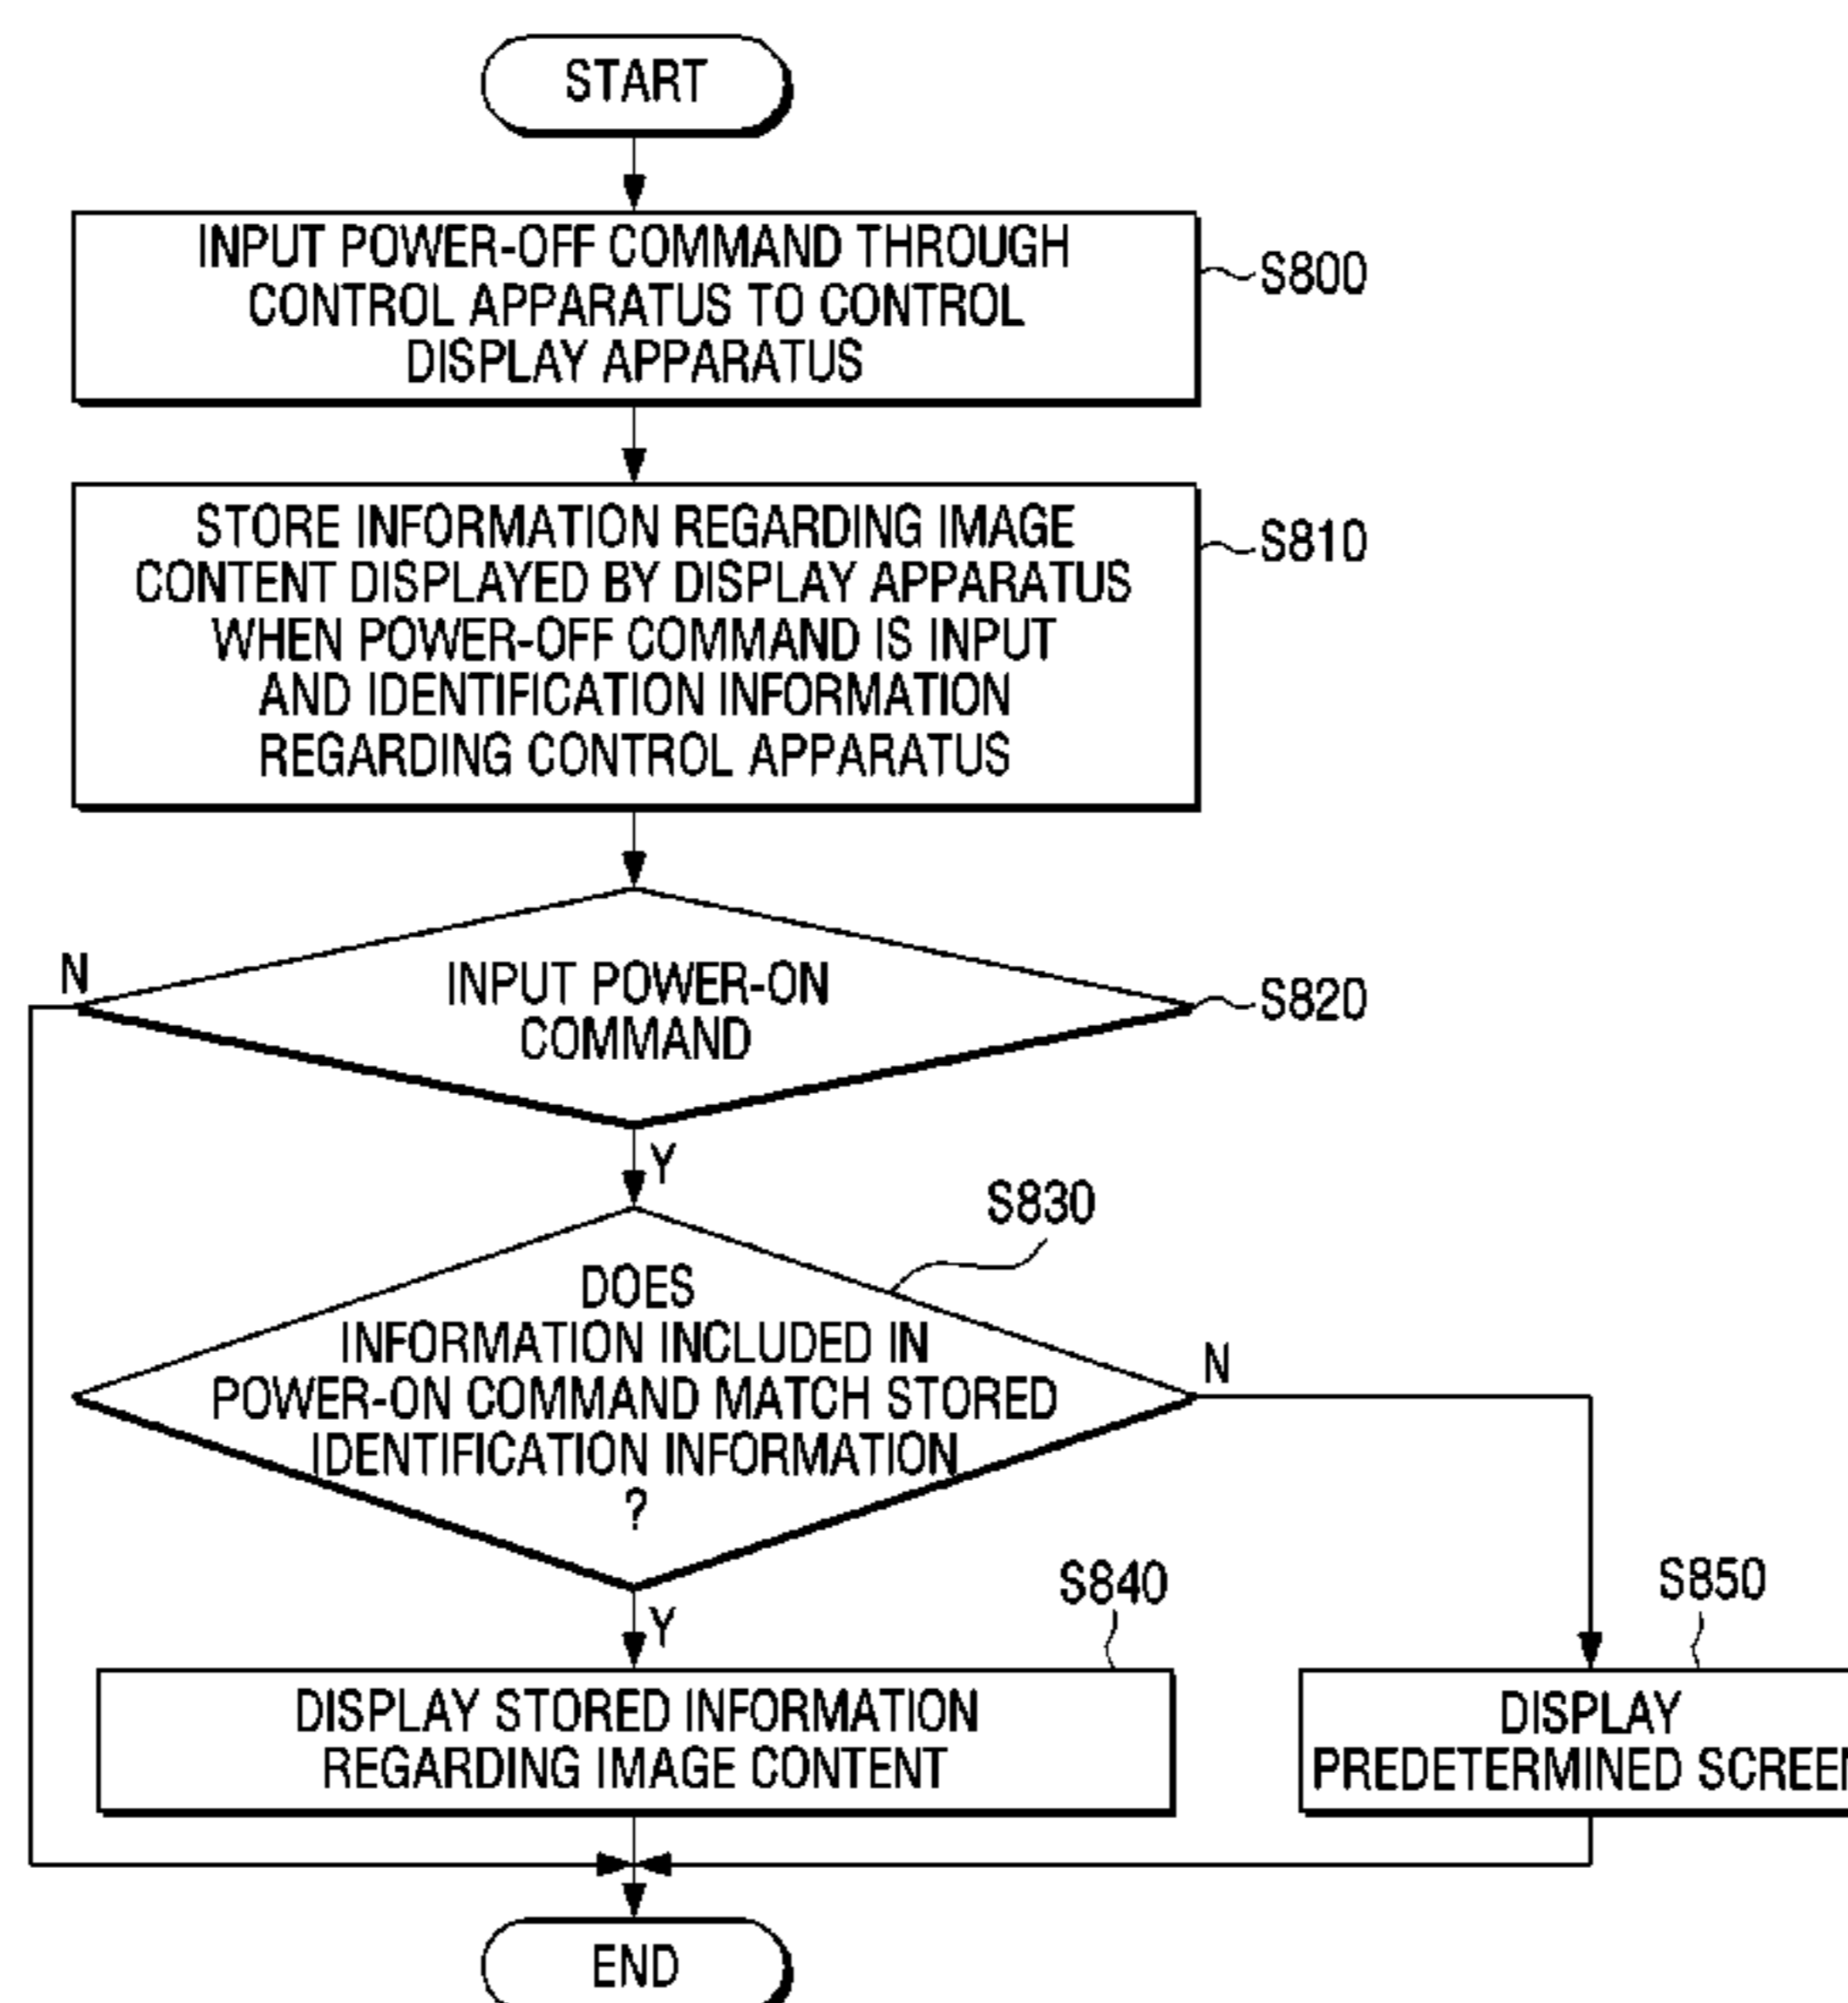 START
INPUT POWER-OFF COMMAND THROUGH
CONTROL APPARATUS TO CONTROL
DISPLAY APPARATUS
S800
STORE INFORMATION REGARDING IMAGE
CONTENT DISPLAYED BY DISPLAY APPARATUS
WHEN POWER-OFF COMMAND IS INPUT
AND IDENTIFICATION INFORMATION
REGARDING CONTROL APPARATUS
S810
N
INPUT POWER-ON
COMMAND
S820
Y
S830
DOES
INFORMATION INCLUDED IN
POWER-ON COMMAND MATCH STORED
IDENTIFICATION INFORMATION
?
N
Y
S840
S850
DISPLAY STORED INFORMATION
REGARDING IMAGE CONTENT
DISPLAY
PREDETERMINED SCREEN
END